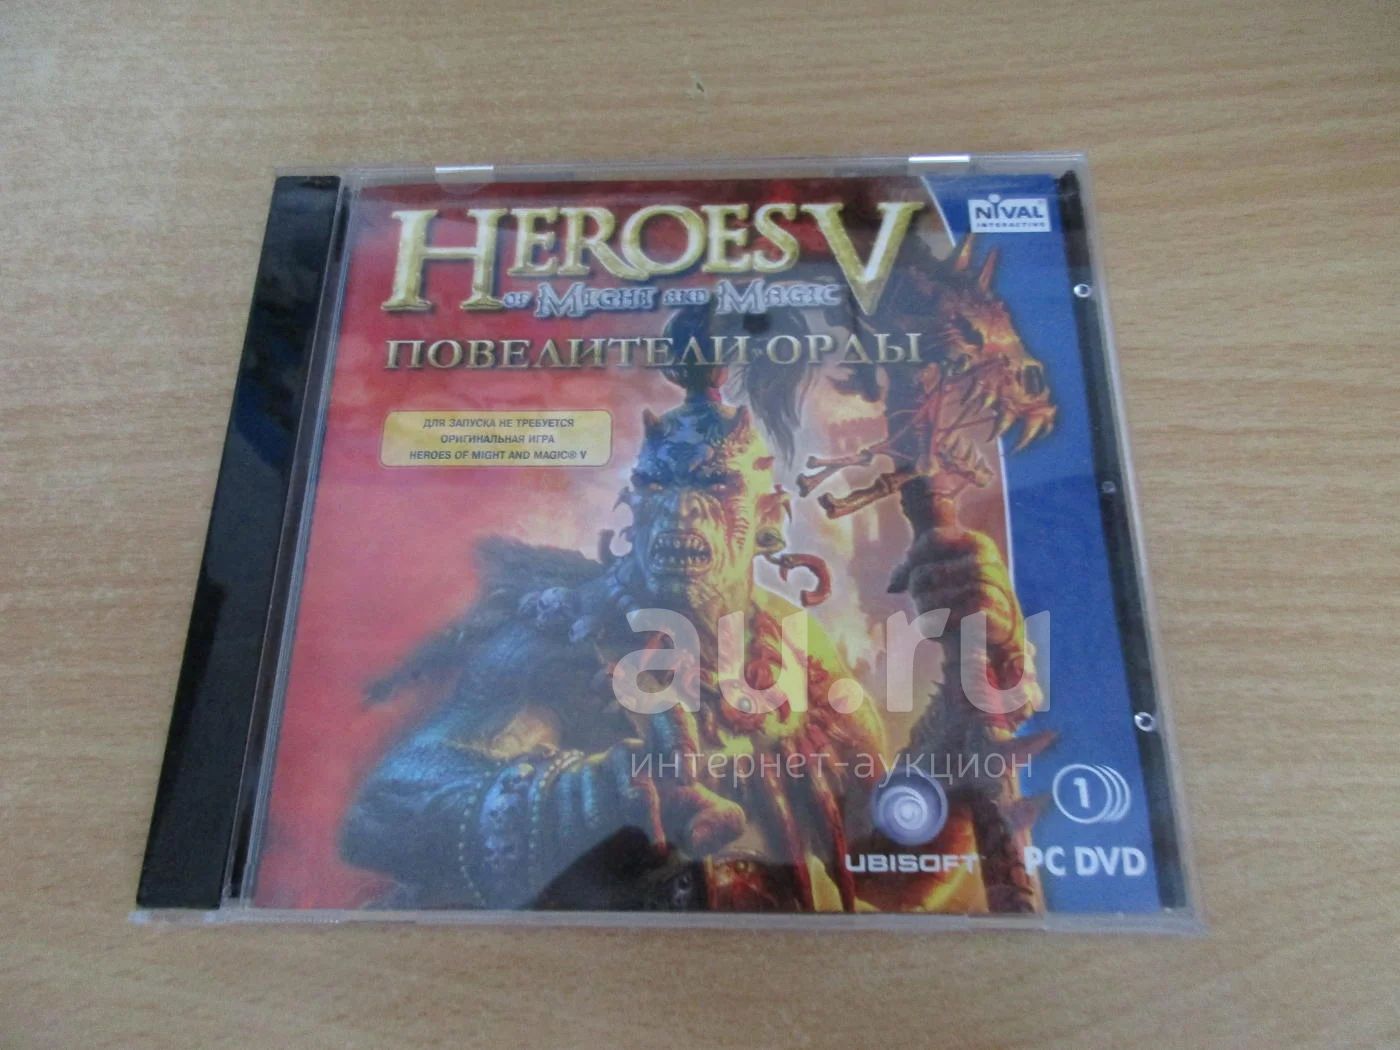 HEROES V
OF MIGHT AND MAGIC
ПОВЕЛИТЕЛИ ОРДЫ
NIVAL
INTERACTIVE
ДЛЯ ЗАПУСКА НЕ ТРЕБУЕТСЯ
ОРИГИНАЛЬНАЯ ИГРА
HEROES OF MIGHT AND MAGIC® V
au.ru
интернет-аукцион
1
UBISOFT
PC DVD